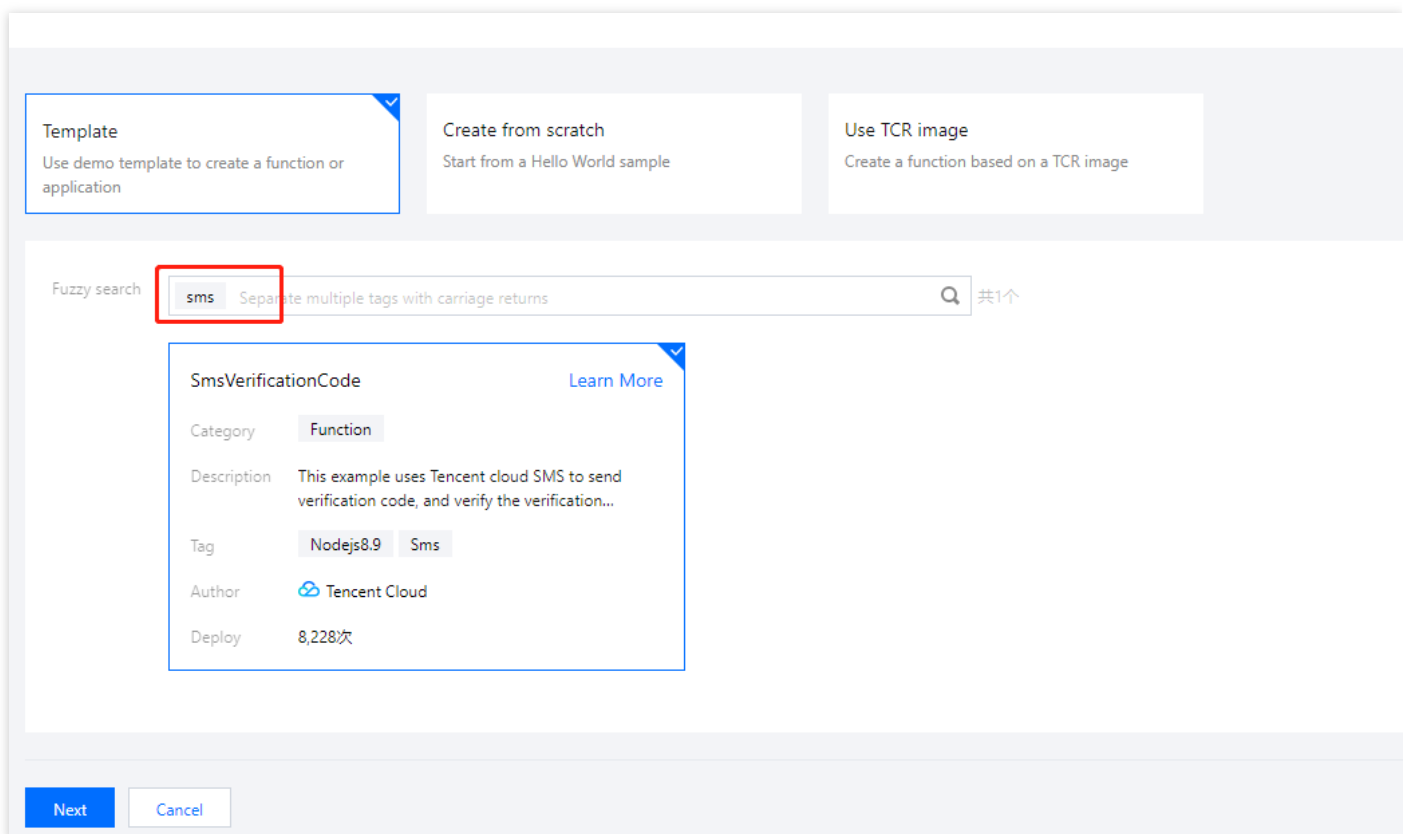 Template
Use demo template to create a function or
application
Create from scratch
Start from a Hello World sample
Use TCR image
Create a function based on a TCR image
Fuzzy search
sms Separate multiple tags with carriage returns
共1个
SmsVerificationCode
Learn More
Category
Function
Description
This example uses Tencent cloud SMS to send
verification code, and verify the verification...
Tag
Nodejs8.9
Sms
Author
Tencent Cloud
Deploy
8,228次
Next
Cancel